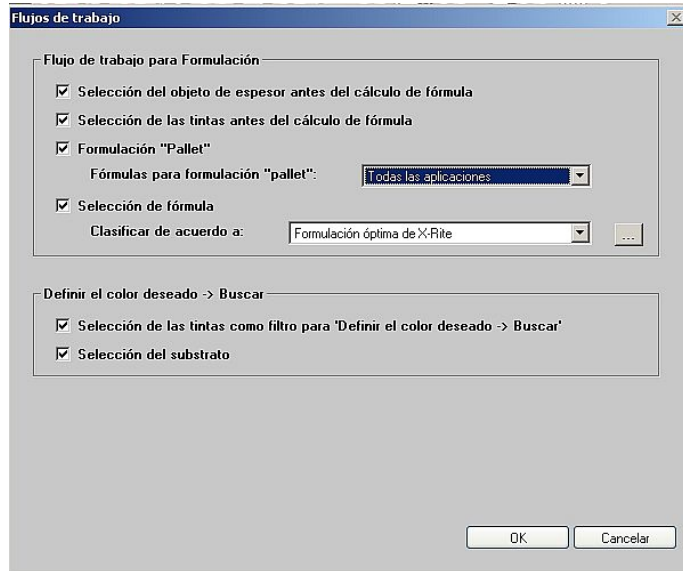 Flujos de trabajo
Flujo de trabajo para Formulación
Selección del objeto de espesor antes del cálculo de fórmula
Selección de las tintas antes del cálculo de fórmula
Formulación "Pallet"
Fórmulas para formulación "pallet": Todas las aplicaciones
Selección de fórmula
Clasificar de acuerdo a: Formulación óptima de X-Rite ...
Definir el color deseado -> Buscar
Selección de las tintas como filtro para 'Definir el color deseado -> Buscar'
Selección del substrato
OK Cancelar